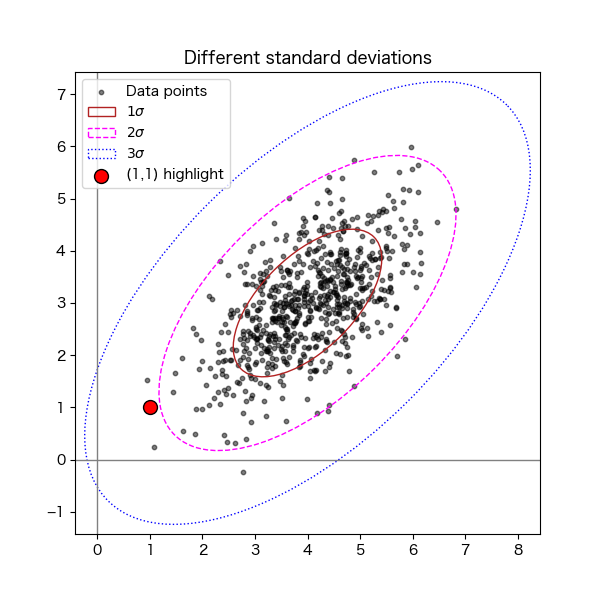 Different standard deviations
Data points
1σ
2σ
3σ
(1,1) highlight
7
6
5
4
3
2
1
0
−1
0 1 2 3 4 5 6 7 8